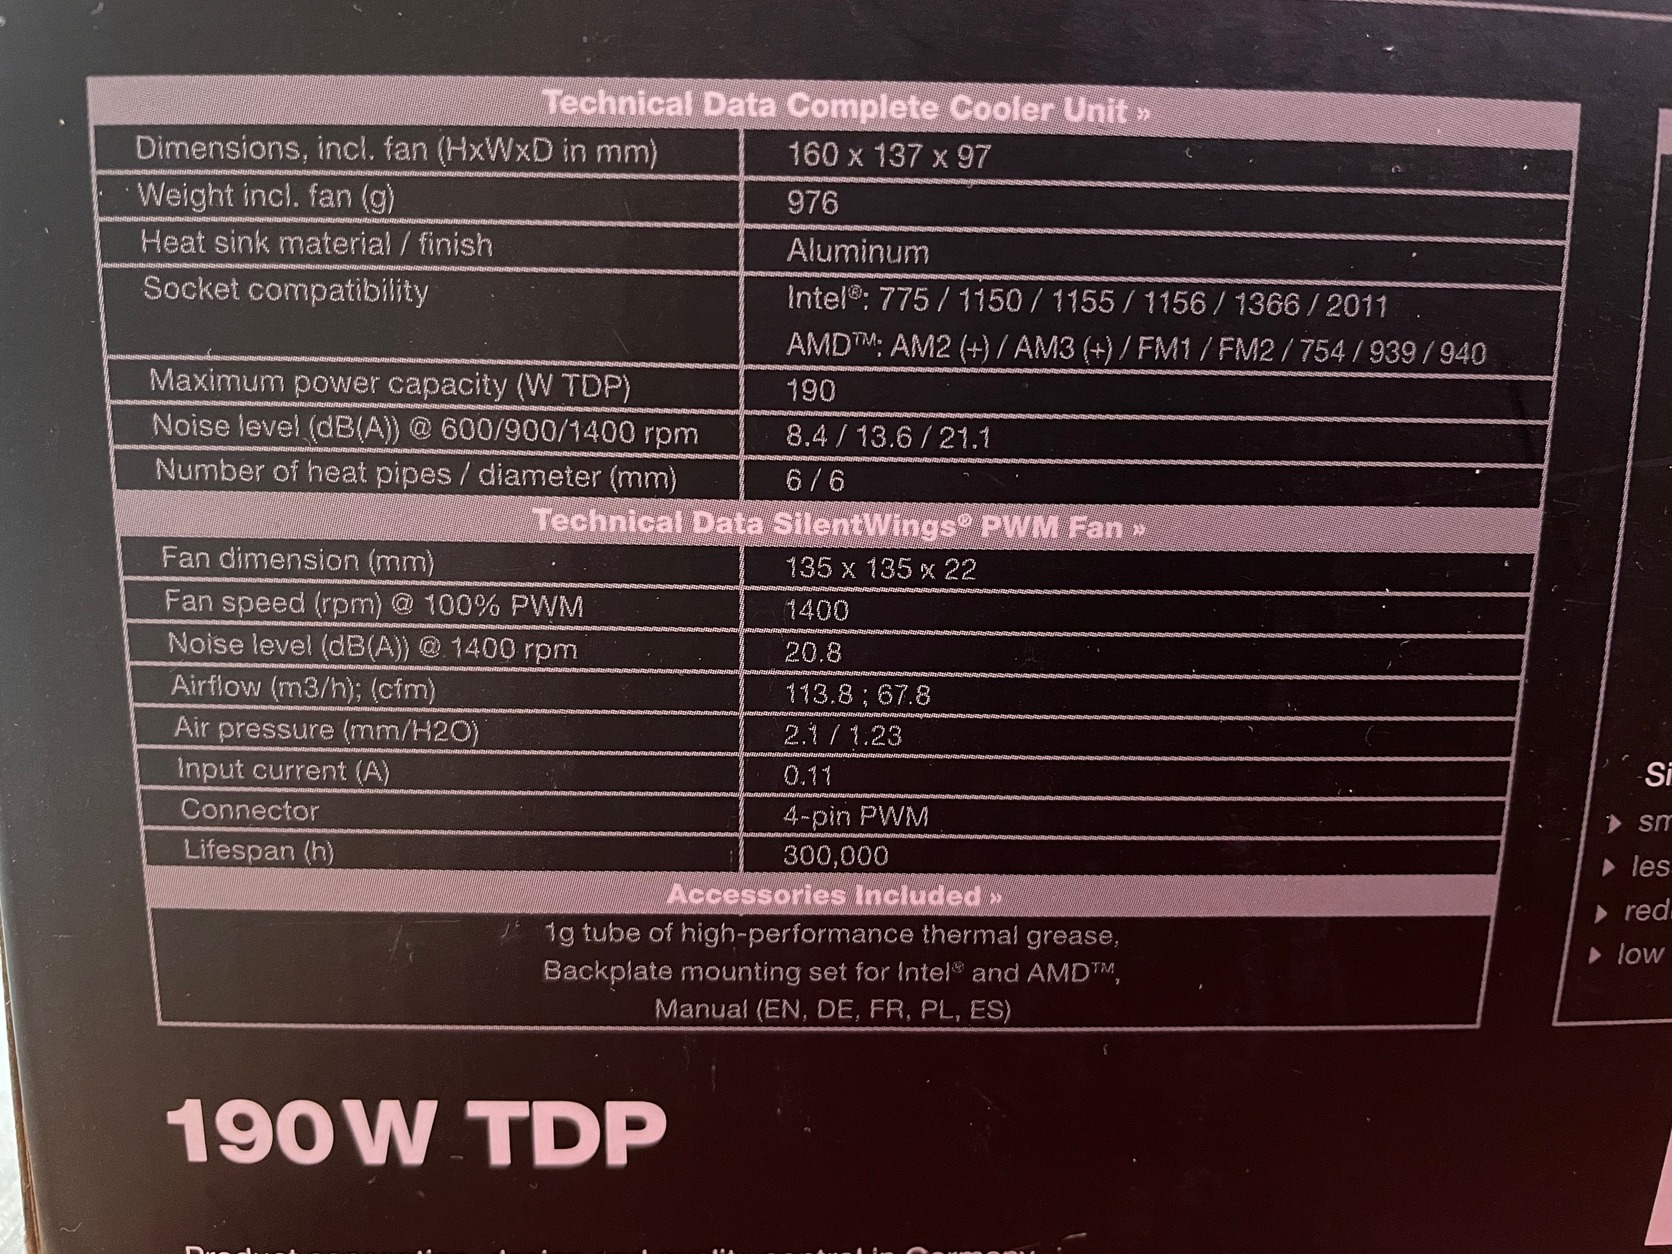 Technical Data Complete Cooler Unit »
Dimensions, incl. fan (HxWxD in mm) 160 x 137 x 97
Weight incl. fan (g) 976
Heat sink material / finish Aluminum
Socket compatibility Intel®: 775 / 1150 / 1155 / 1156 / 1366 / 2011
AMD™: AM2 (+) / AM3 (+) / FM1 / FM2 / 754 / 939 / 940
Maximum power capacity (W TDP) 190
Noise level (dB(A)) @ 600/900/1400 rpm 8.4 / 13.6 / 21.1
Number of heat pipes / diameter (mm) 6 / 6
Technical Data SilentWings® PWM Fan »
Fan dimension (mm) 135 x 135 x 22
Fan speed (rpm) @ 100% PWM 1400
Noise level (dB(A)) @ 1400 rpm 20.8
Airflow (m3/h); (cfm) 113.8 ; 67.8
Air pressure (mm/H2O) 2.1 / 1.23
Input current (A) 0.11
Connector 4-pin PWM
Lifespan (h) 300,000
Accessories Included »
1g tube of high-performance thermal grease,
Backplate mounting set for Intel® and AMD™,
Manual (EN, DE, FR, PL, ES)
190W TDP
low